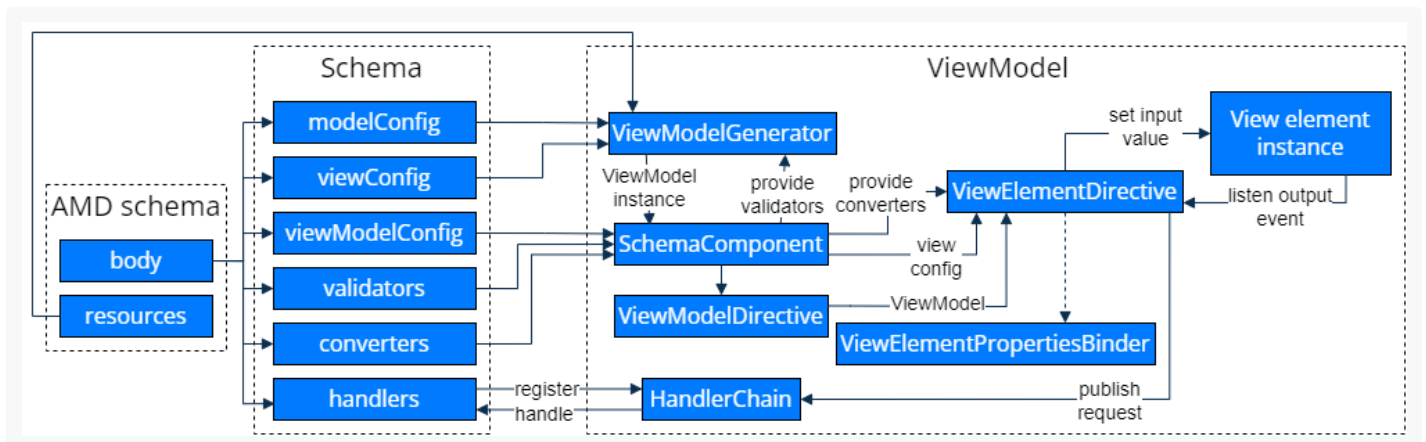 Schema
ViewModel
AMD schema
body
resources
modelConfig
viewConfig
viewModelConfig
validators
converters
handlers
ViewModelGenerator
ViewModel
instance
provide
validators
provide
converters
SchemaComponent
view
config
ViewModelDirective
ViewModel
ViewElementDirective
set input
value
View element
instance
listen output
event
ViewElementPropertiesBinder
register
handle
HandlerChain
publish
request